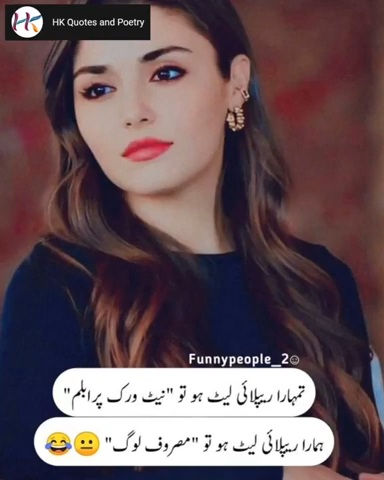 HK Quotes and Poetry
Funnypeople_2☺
تمہارا ریپلائی لیٹ ہو تو "نیٹ ورک پرابلم"
ہمارا ریپلائی لیٹ ہو تو "مصروف لوگ" 😐😂